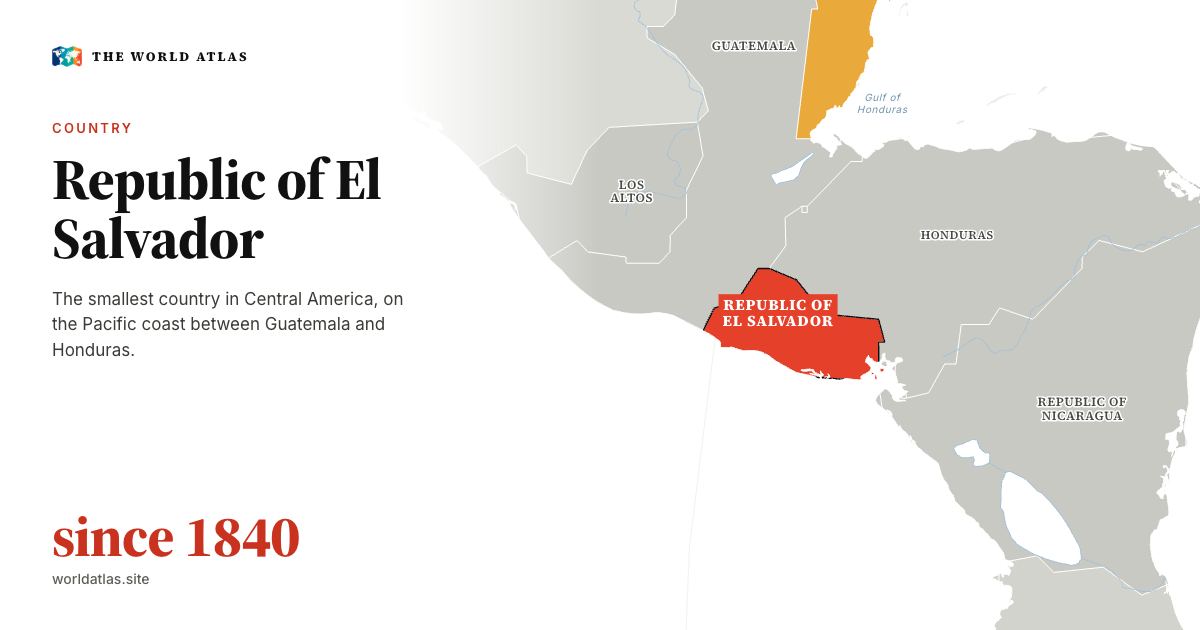 THE WORLD ATLAS
COUNTRY
Republic of El
Salvador
The smallest country in Central America, on
the Pacific coast between Guatemala and
Honduras.
since 1840
worldatlas.site
GUATEMALA
Gulf of
Honduras
LOS
ALTOS
HONDURAS
REPUBLIC OF
EL SALVADOR
REPUBLIC OF
NICARAGUA